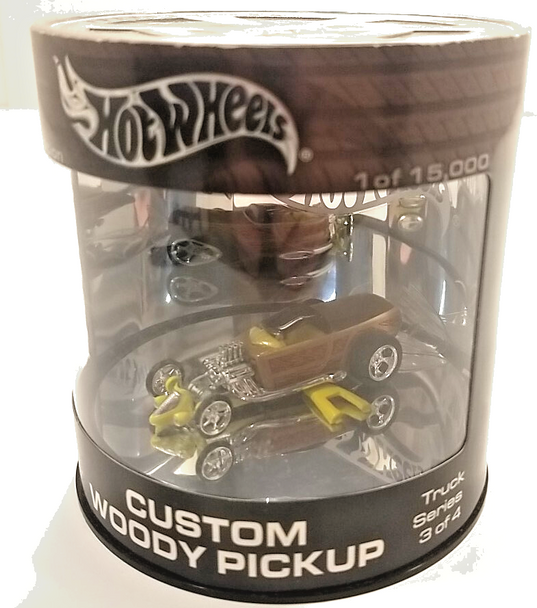 Hot Wheels®
1 of 15,000
CUSTOM
WOODY PICKUP
Truck
Series
3 of 4